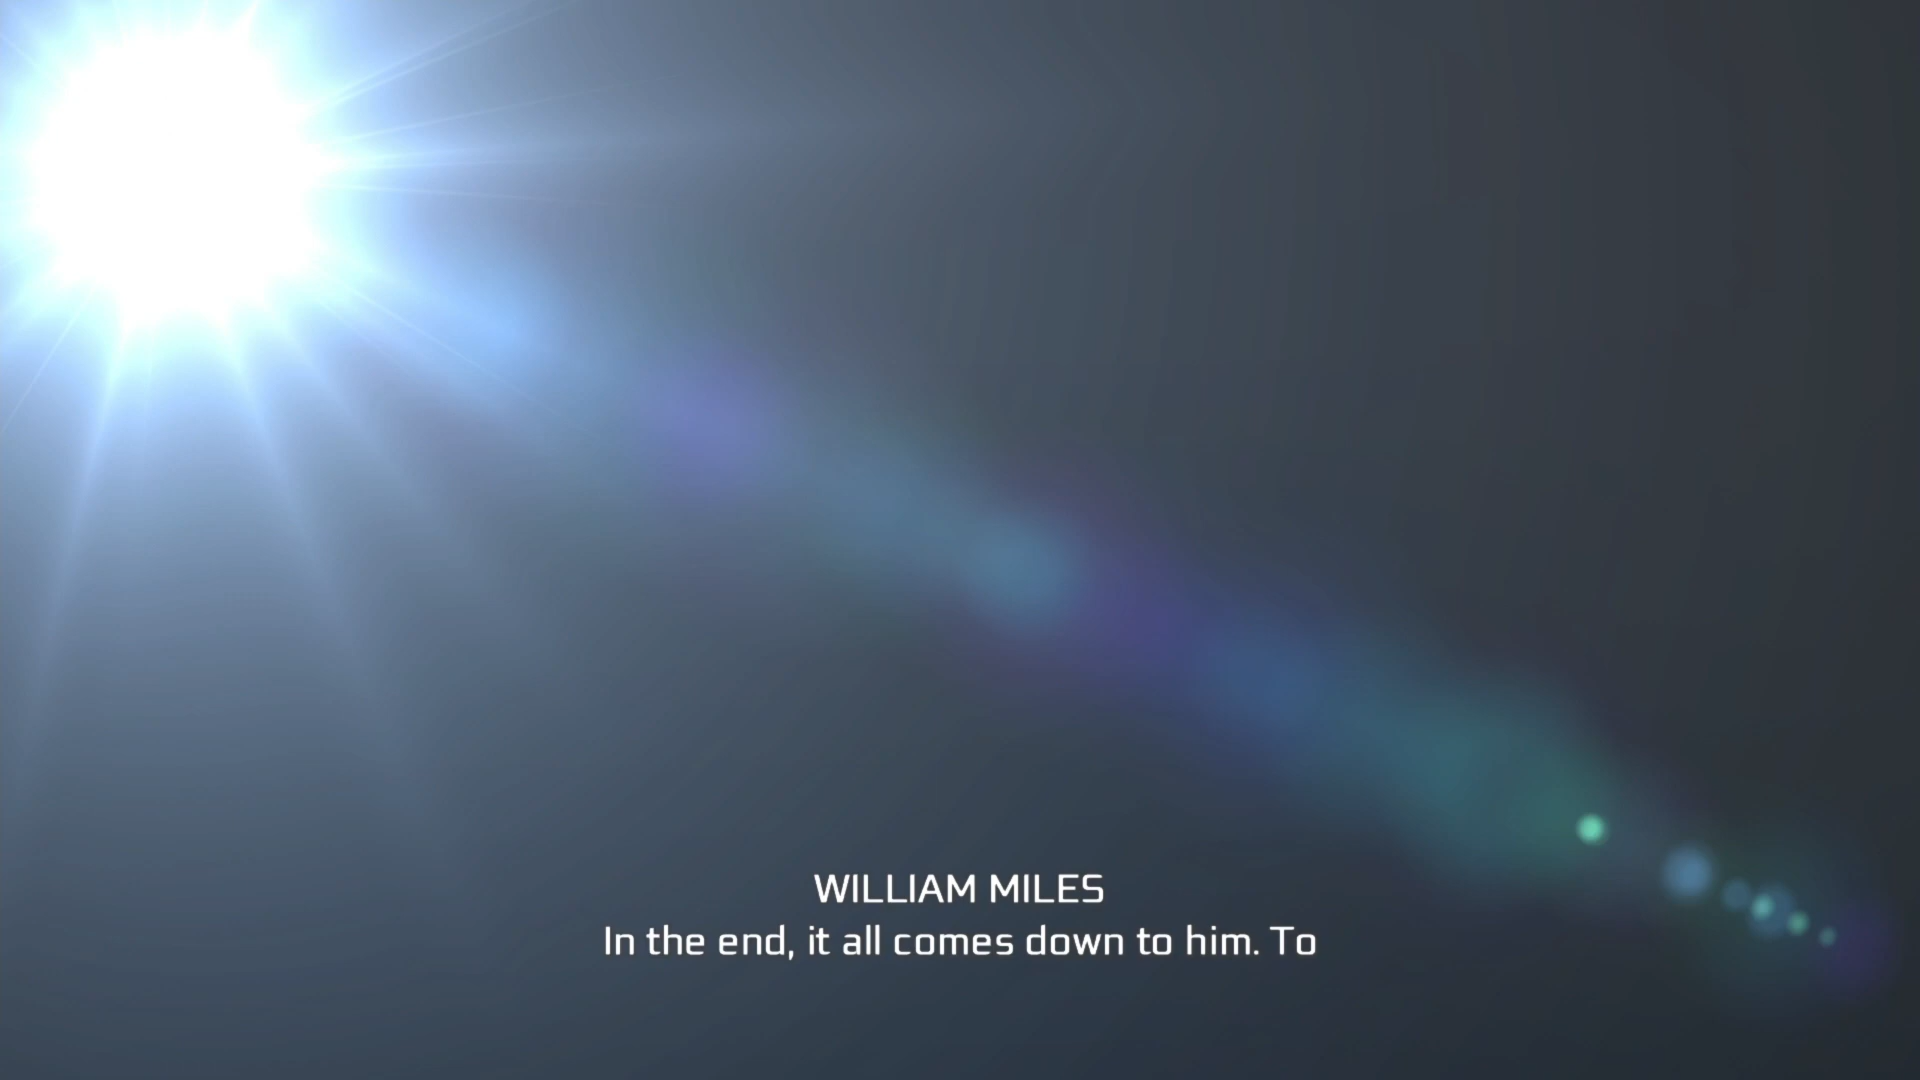 WILLIAM MILES
In the end, it all comes down to him. To